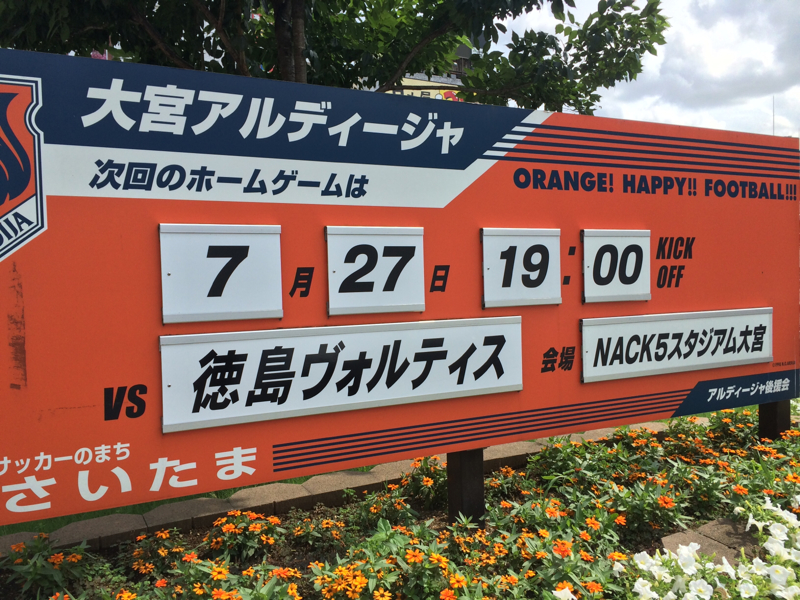 大宮アルディージャ
次回のホームゲームは
ORANGE! HAPPY!! FOOTBALL!!!
7月27日 19:00 KICK OFF
VS 徳島ヴォルティス 会場 NACK5スタジアム大宮
アルディージャ後援会
サッカーのまち
さいたま